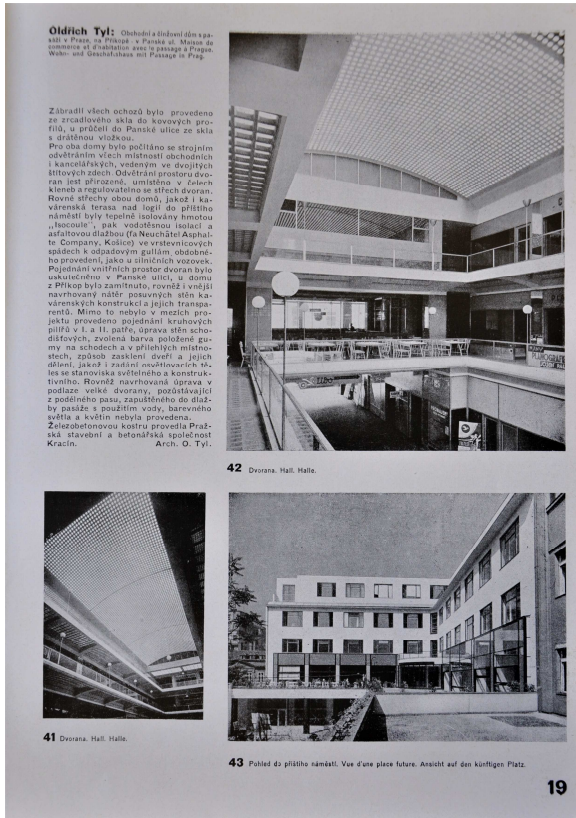 Oldřich Tyl: Obchodní a činžovní dům s pa-
sáží v Praze, na Příkopě - v Panské ul. Maison de
commerce et d'habitation avec le passage a Prague.
Wohn- und Geschäftshaus mit Passage in Prag.
Zábradlí všech ochozů bylo provedeno
ze zrcadlového skla do kovových pro-
filů, u průčelí do Panské ulice ze skla
s drátěnou vložkou.
Pro oba domy bylo počítáno se strojním
odvětráním všech místností obchodních
i kancelářských, vedeným ve dvojitých
štítových zdech. Odvětrání prostoru dvo-
ran jest přirozené, umístěno v čelech
kleneb a regulovatelno se střech dvoran.
Rovné střechy obou domů, jakož i ka-
várenská terasa nad logií do příštího
náměstí byly tepelně isolovány hmotou
„Isocoule", pak vodotěsnou isolací a
asfaltovou dlažbou (fa Neuchâtel Asphal-
te Company, Košice) ve vrstevnicových
spádech k odpadovým gullám, obdobné-
ho provedení, jako u silničních vozovek.
Pojednání vnitřních prostor dvoran bylo
uskutečněno v Panské ulici, u domu
z Příkop bylo zamítnuto, rovněž i vnější
navrhovaný nátěr posuvných stěn ka-
várenských konstrukcí a jejich transpa-
rentů. Mimo to nebylo v mezích pro-
jektu provedeno pojednání kruhových
pilířů v I. a II. patře, úprava stěn scho-
dišťových, zvolená barva položené gu-
my na schodech a v přilehlých místno-
stech, způsob zasklení dveří a jejich
dělení, jakož i zadání osvětlovacích tě-
les se stanoviska světelného a konstruk-
tivního. Rovněž navrhovaná úprava v
podlaze velké dvorany, pozůstávající
z podélného pasu, zapuštěného do dlaž-
by pasáže s použitím vody, barevného
světla a květin nebyla provedena.
Železobetonovou kostru provedla Praž-
ská stavební a betonářská společnost
Kracín. Arch. O. Tyl.
PLANOGRAF
42 Dvorana. Hall. Halle.
41 Dvorana. Hall. Halle.
43 Pohled do příštího náměstí. Vue d'une place future. Ansicht auf den künftigen Platz.
19